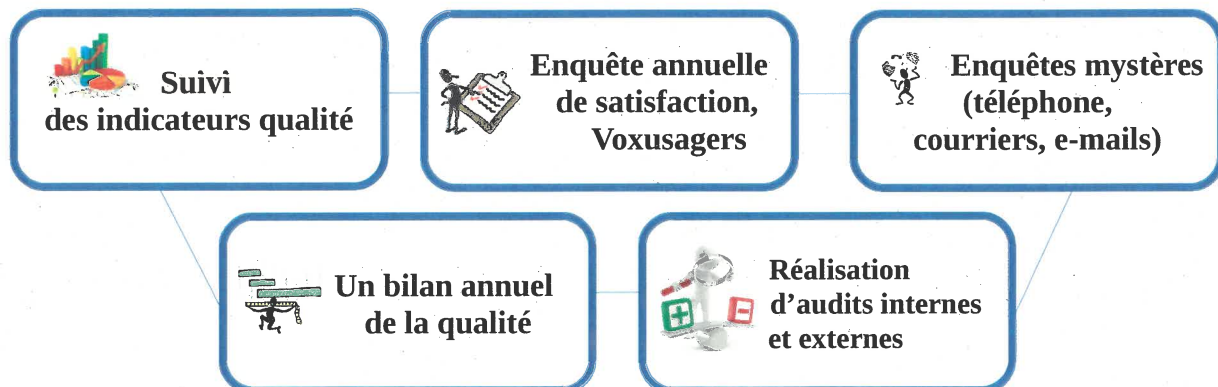 Suivi
des indicateurs qualité
Enquête annuelle
de satisfaction,
Voxusagers
Enquêtes mystères
(téléphone,
courriers, e-mails)
Un bilan annuel
de la qualité
Réalisation
d’audits internes
et externes